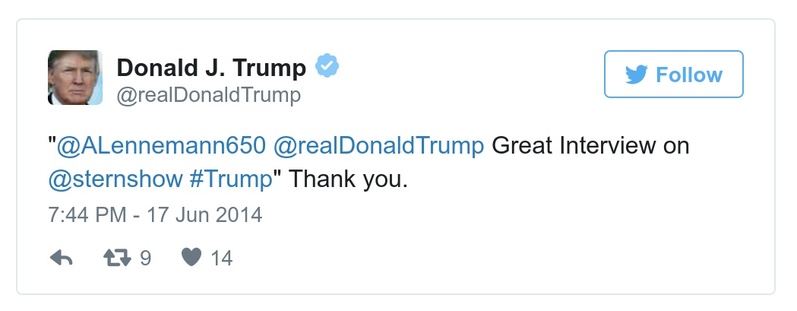 Donald J. Trump
@realDonaldTrump
Follow
"@ALennemann650 @realDonaldTrump Great Interview on
@sternshow #Trump" Thank you.
7:44 PM - 17 Jun 2014
9 14